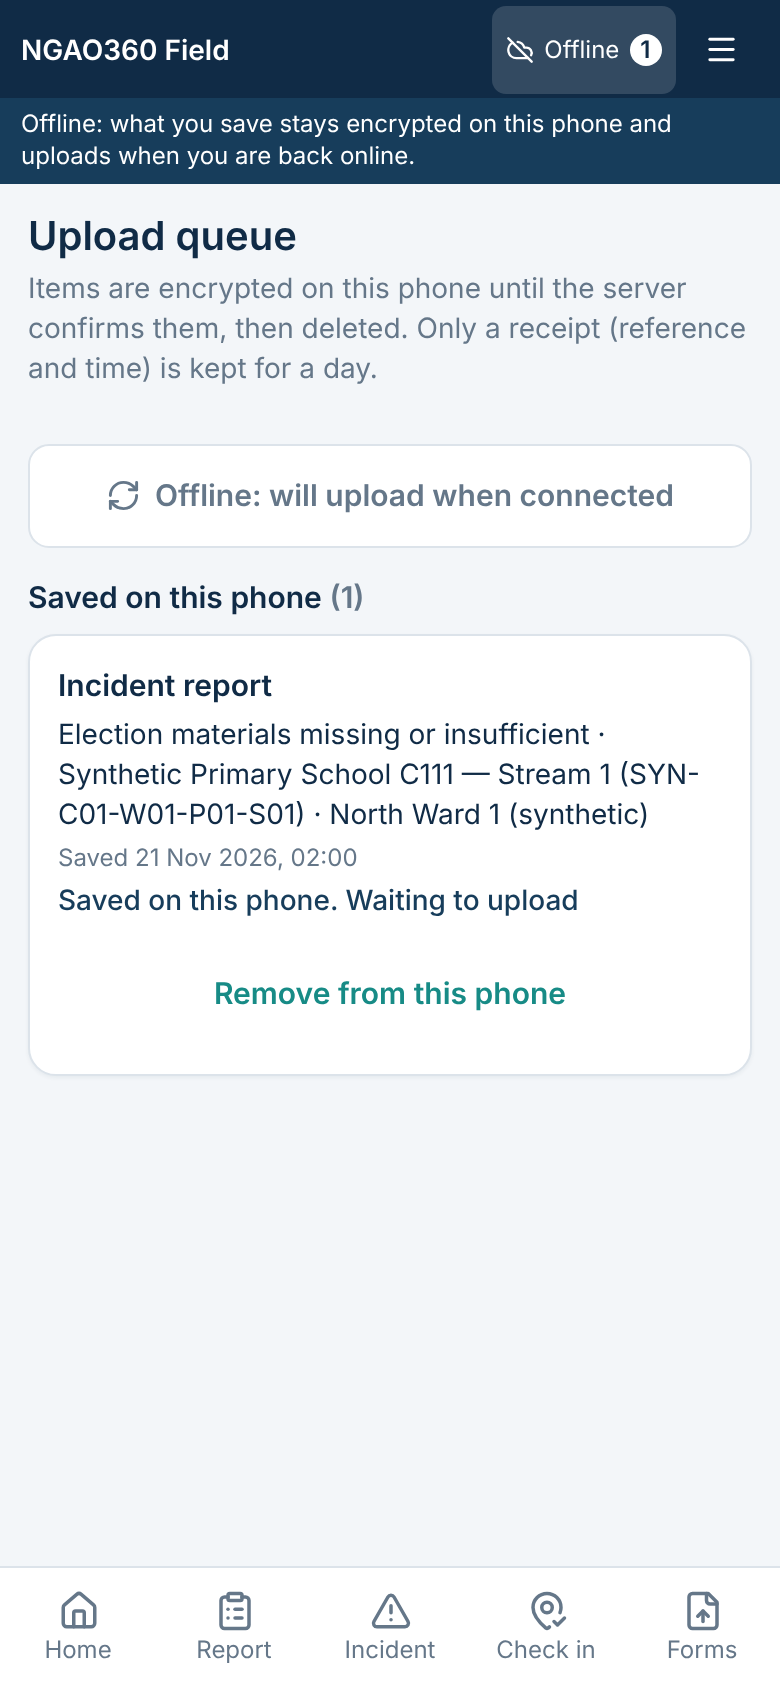 NGAO360 Field
Offline 1
Offline: what you save stays encrypted on this phone and
uploads when you are back online.
Upload queue
Items are encrypted on this phone until the server
confirms them, then deleted. Only a receipt (reference
and time) is kept for a day.
Offline: will upload when connected
Saved on this phone (1)
Incident report
Election materials missing or insufficient ·
Synthetic Primary School C111 — Stream 1 (SYN-
C01-W01-P01-S01) · North Ward 1 (synthetic)
Saved 21 Nov 2026, 02:00
Saved on this phone. Waiting to upload
Remove from this phone
Home
Report
Incident
Check in
Forms